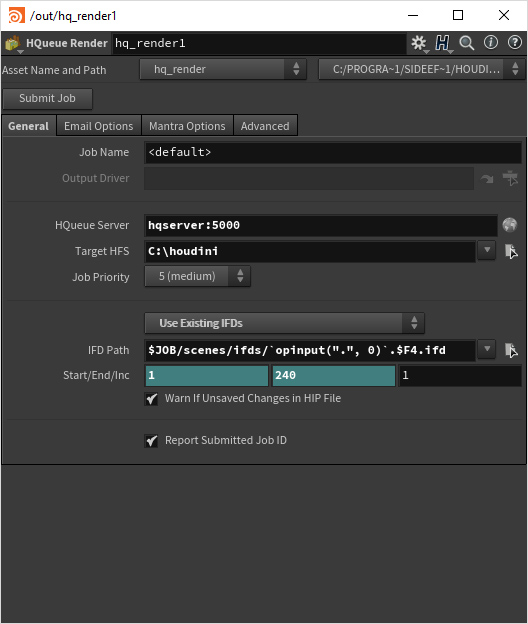 /out/hq_render1
HQueue Render hq_render1
Asset Name and Path hq_render C:/PROGRA~1/SIDEEF~1/HOUDI...
Submit Job
General Email Options Mantra Options Advanced
Job Name <default>
Output Driver
HQueue Server hqserver:5000
Target HFS C:\houdini
Job Priority 5 (medium)
Use Existing IFDs
IFD Path $JOB/scenes/ifds/`opinput(".", 0)`.$F4.ifd
Start/End/Inc 1 240 1
Warn If Unsaved Changes in HIP File
Report Submitted Job ID